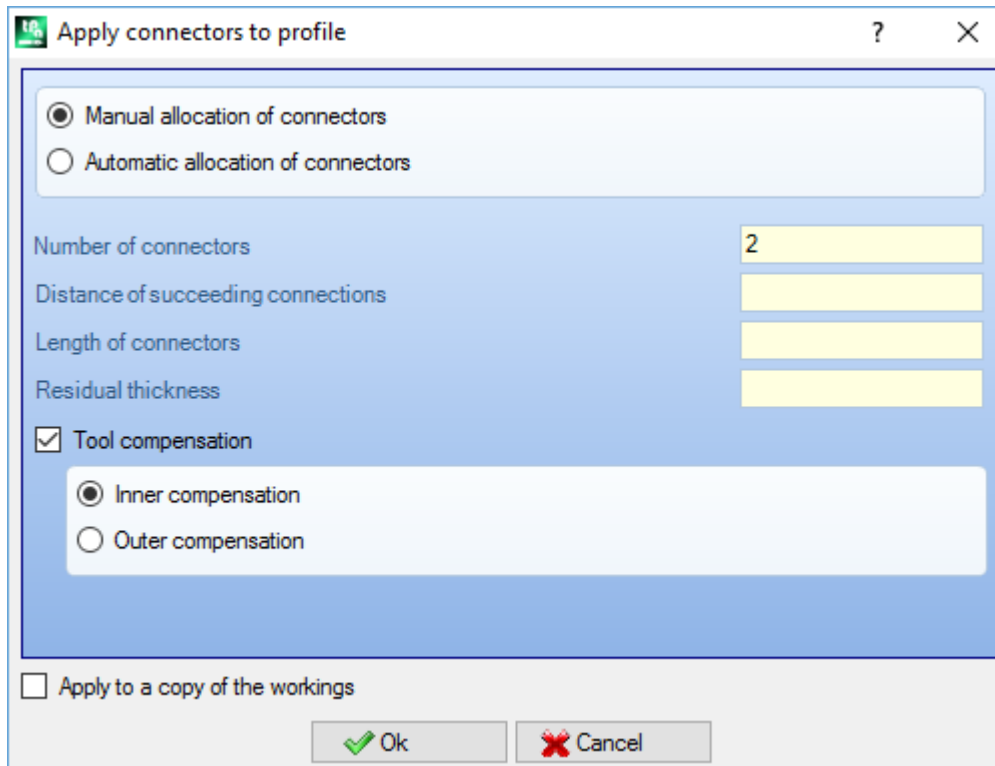 Apply connectors to profile ?
Manual allocation of connectors
Automatic allocation of connectors
Number of connectors 2
Distance of succeeding connections
Length of connectors
Residual thickness
Tool compensation
Inner compensation
Outer compensation
Apply to a copy of the workings
Ok Cancel